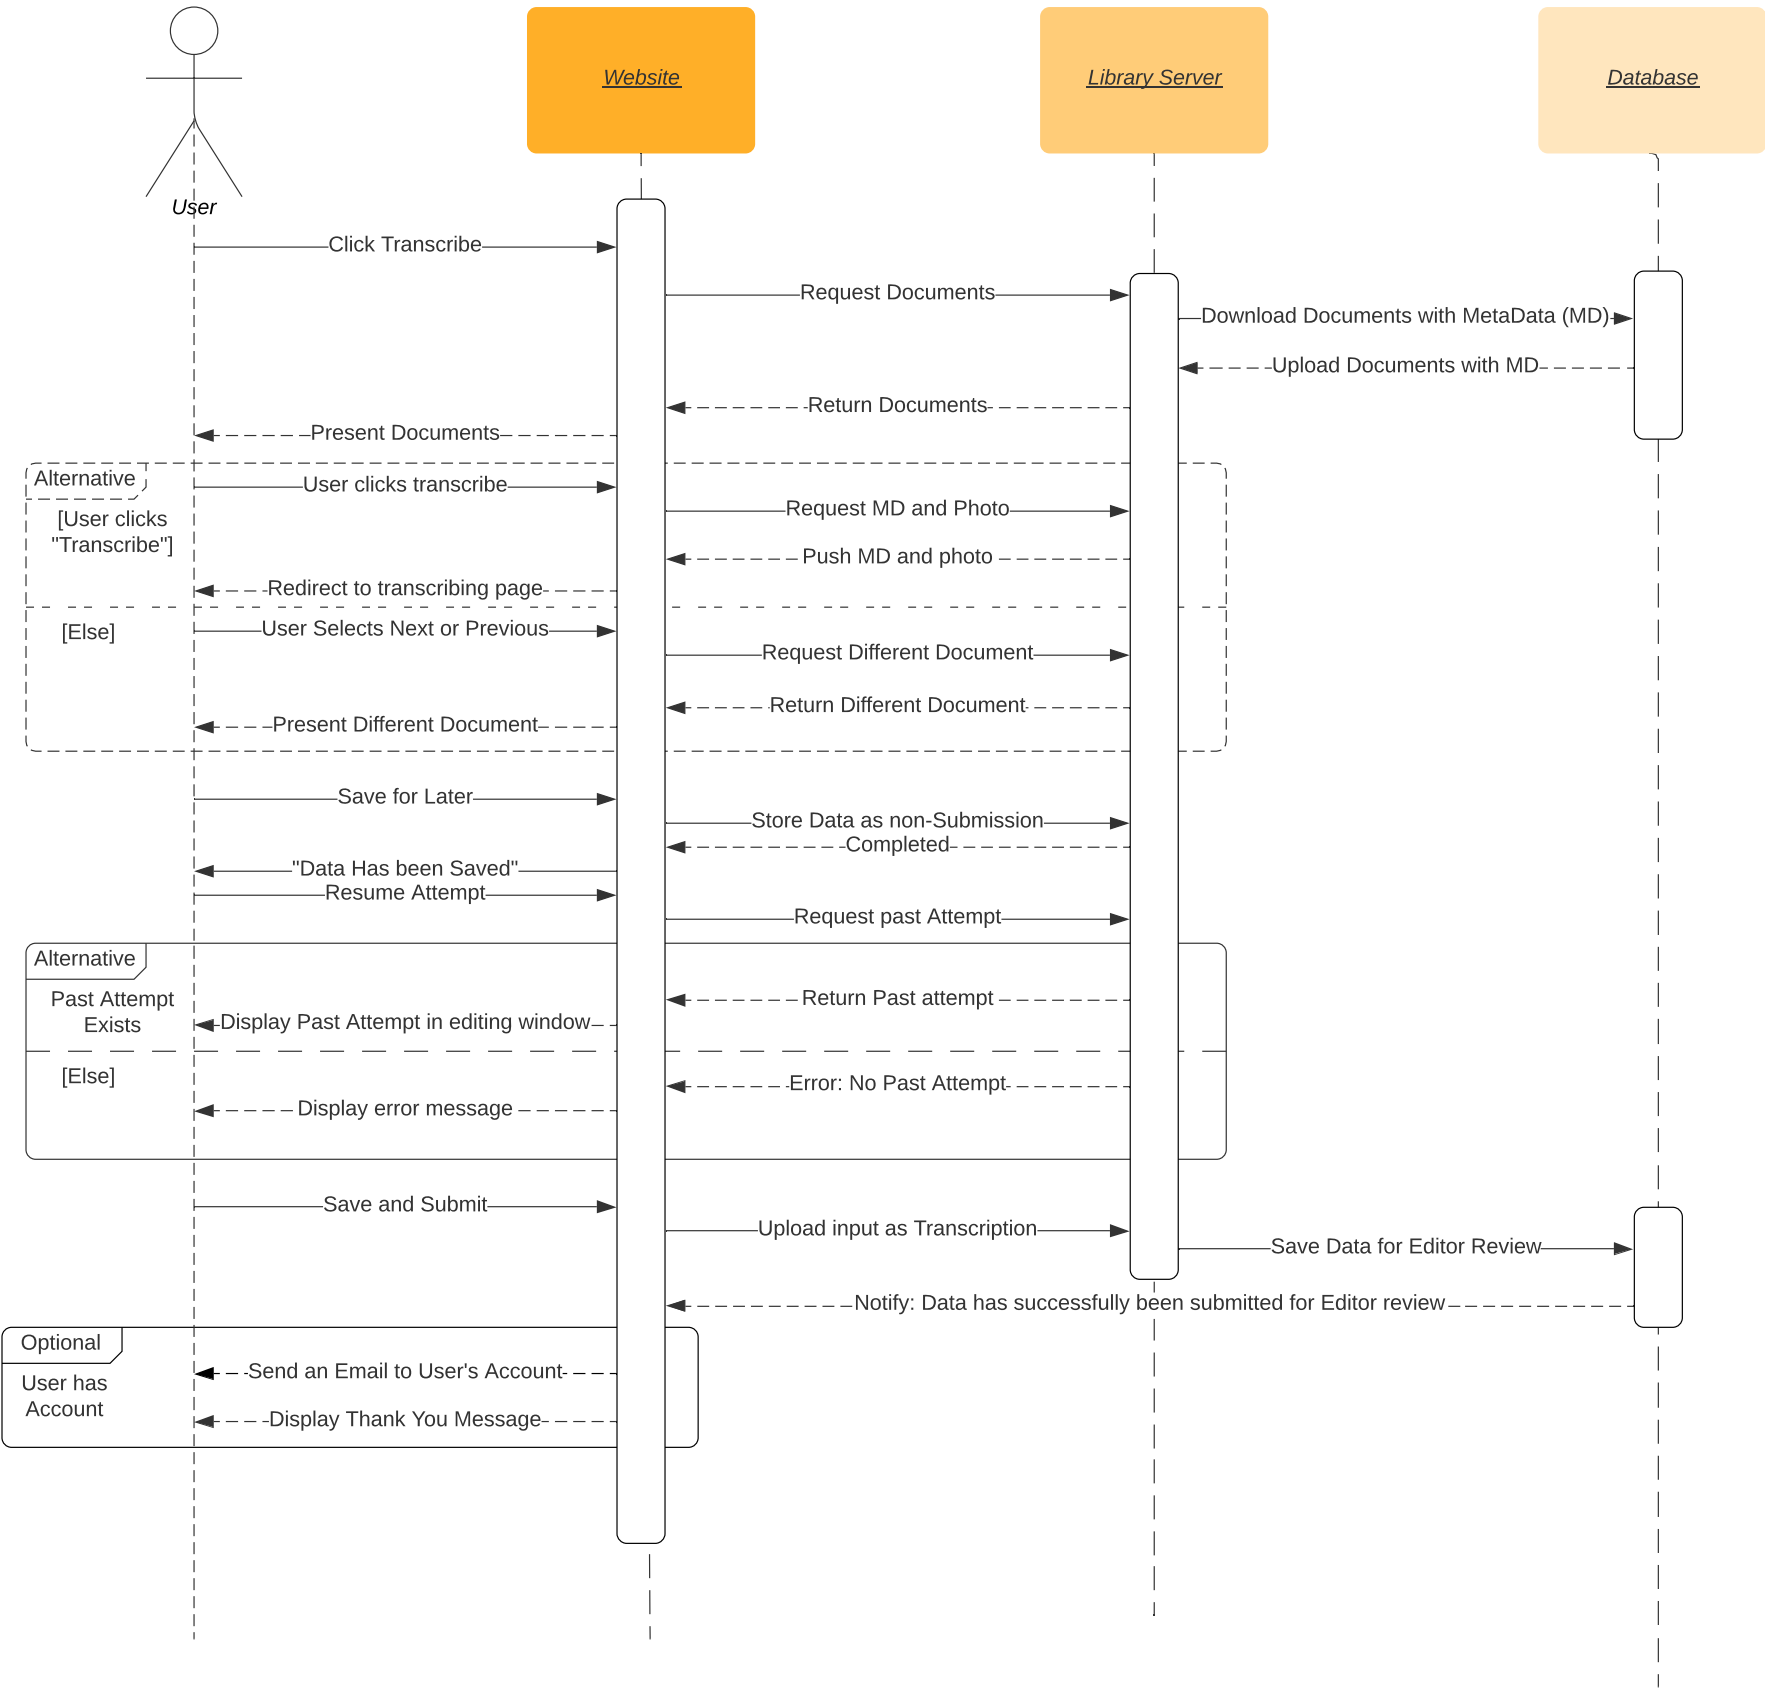 Website
Library Server
Database
User
Click Transcribe
Request Documents
Download Documents with MetaData (MD)
Upload Documents with MD
Return Documents
Present Documents
Alternative
User clicks transcribe
[User clicks
"Transcribe"]
Request MD and Photo
Push MD and photo
Redirect to transcribing page
[Else]
User Selects Next or Previous
Request Different Document
Return Different Document
Present Different Document
Save for Later
Store Data as non-Submission
Completed
"Data Has been Saved"
Resume Attempt
Request past Attempt
Alternative
Past Attempt
Exists
Return Past attempt
Display Past Attempt in editing window
[Else]
Error: No Past Attempt
Display error message
Save and Submit
Upload input as Transcription
Save Data for Editor Review
Notify: Data has successfully been submitted for Editor review
Optional
User has
Account
Send an Email to User's Account
Display Thank You Message